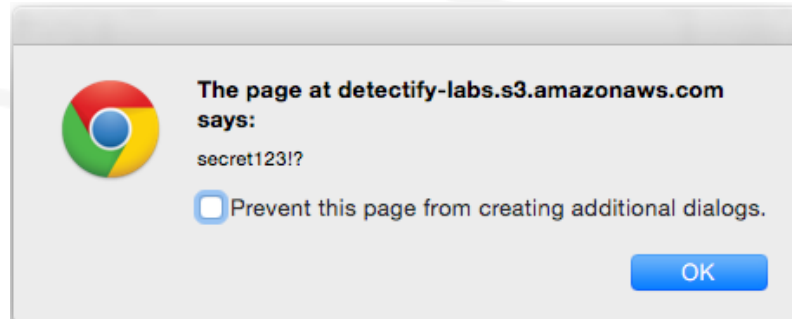 The page at detectify-labs.s3.amazonaws.com
says:
secret123!?
Prevent this page from creating additional dialogs.
OK